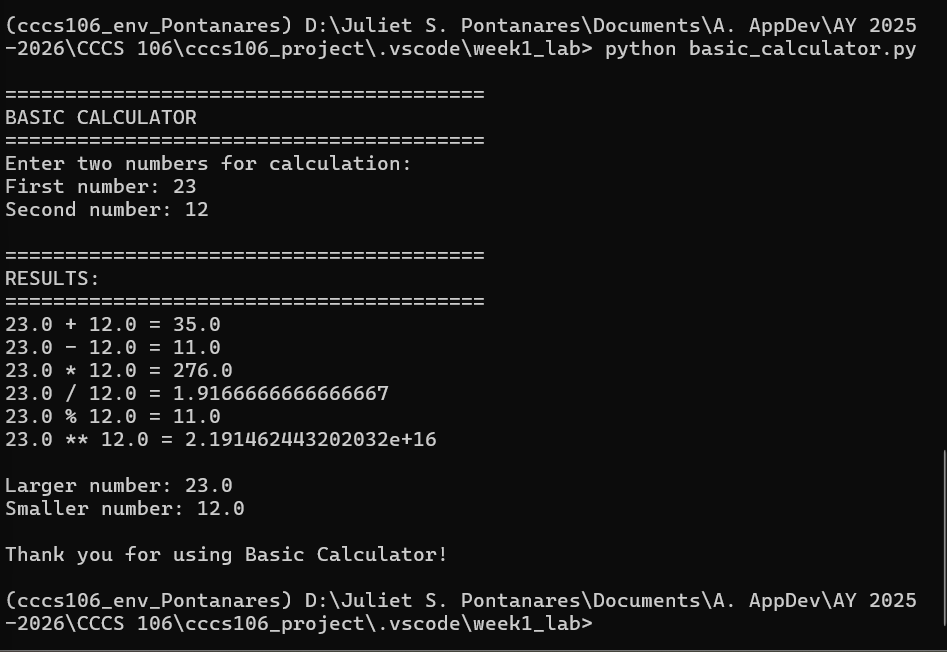 (cccs106_env_Pontanares) D:\Juliet S. Pontanares\Documents\A. AppDev\AY 2025
-2026\CCCS 106\cccs106_project\.vscode\week1_lab> python basic_calculator.py
========================================
BASIC CALCULATOR
========================================
Enter two numbers for calculation:
First number: 23
Second number: 12
========================================
RESULTS:
========================================
23.0 + 12.0 = 35.0
23.0 - 12.0 = 11.0
23.0 * 12.0 = 276.0
23.0 / 12.0 = 1.9166666666666667
23.0 % 12.0 = 11.0
23.0 ** 12.0 = 2.191462443202032e+16
Larger number: 23.0
Smaller number: 12.0
Thank you for using Basic Calculator!
(cccs106_env_Pontanares) D:\Juliet S. Pontanares\Documents\A. AppDev\AY 2025
-2026\CCCS 106\cccs106_project\.vscode\week1_lab>